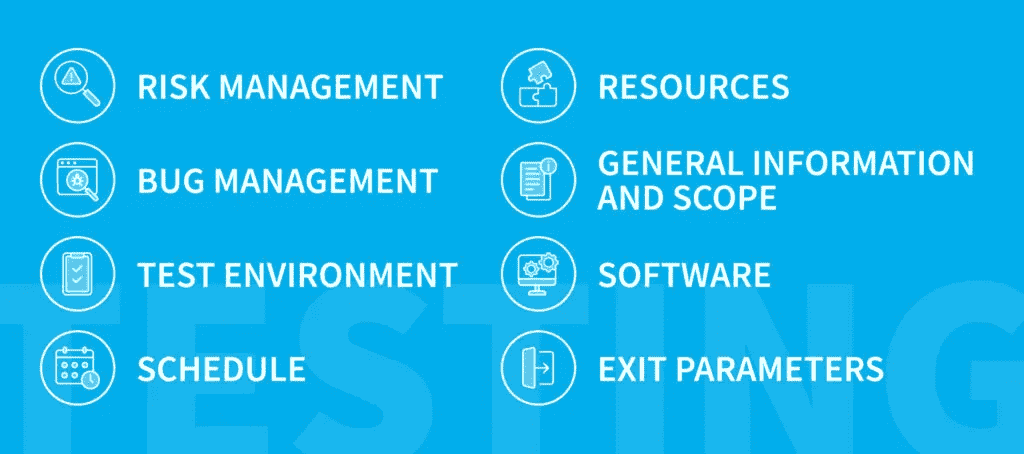 RISK MANAGEMENT
BUG MANAGEMENT
TEST ENVIRONMENT
SCHEDULE
RESOURCES
GENERAL INFORMATION
AND SCOPE
SOFTWARE
EXIT PARAMETERS
TESTING